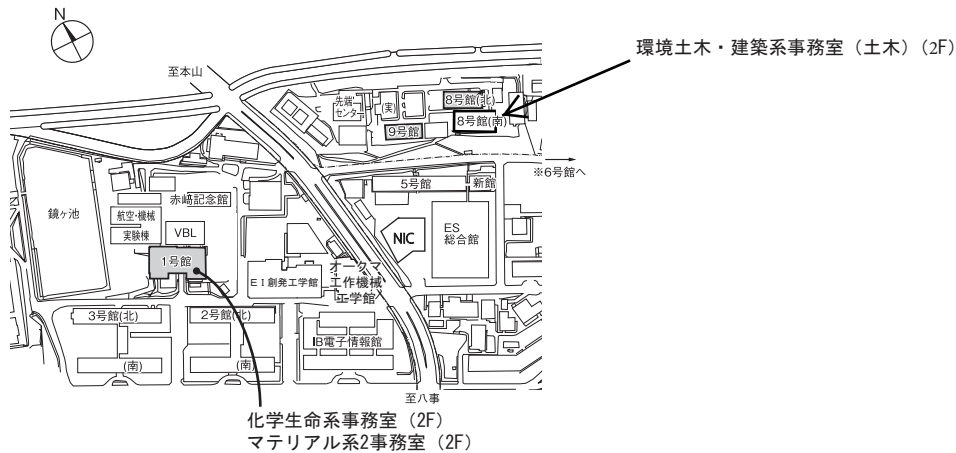 N
環境土木・建築系事務室（土木）（2F）
至本山
先端
センター
(実)
8号館(北)
8号館(南)
9号館
※6号館へ
5号館
新館
赤﨑記念館
鏡ヶ池
航空・機械
実験棟
VBL
NIC
ES
総合館
1号館
EI創発工学館
オークマ
工作機械
工学館
3号館(北)
2号館(北)
IB電子情報館
(南)
(南)
至八事
化学生命系事務室（2F）
マテリアル系2事務室（2F）